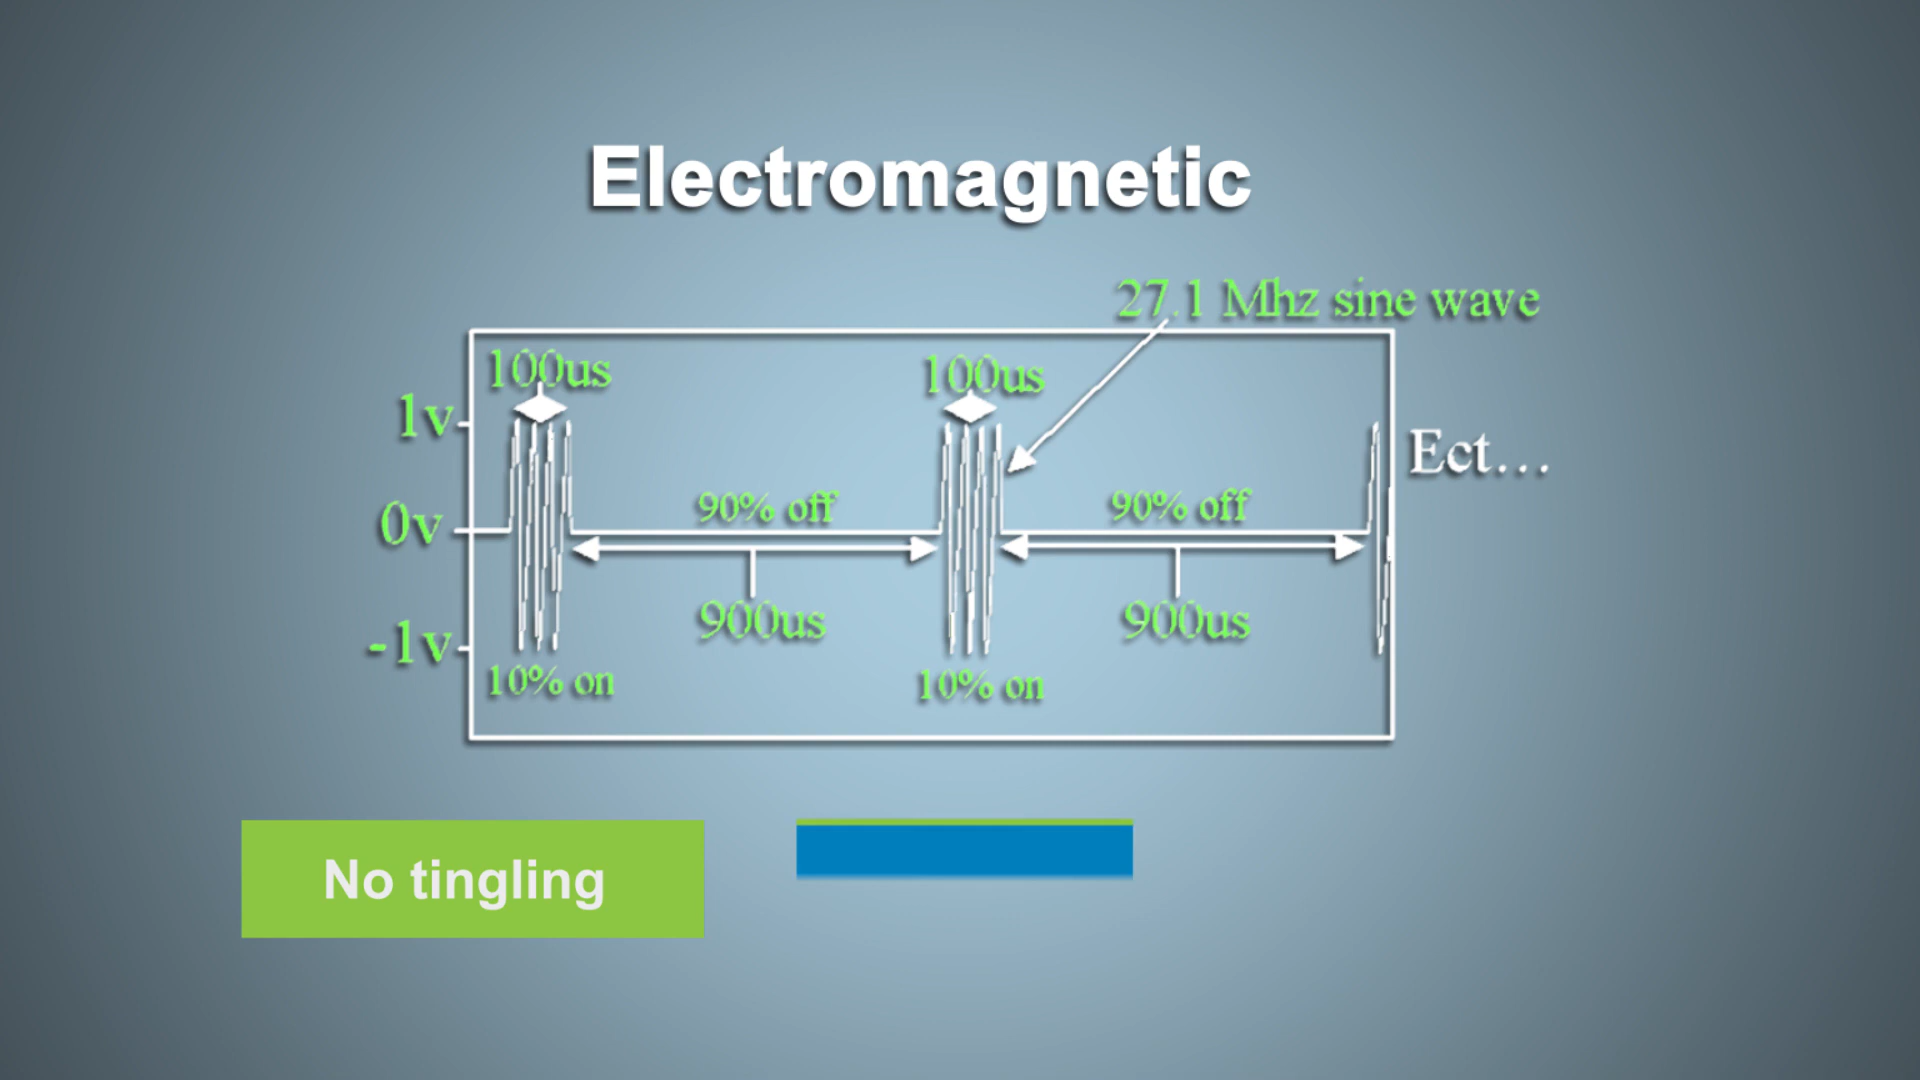 Electromagnetic
27.1 Mhz sine wave
100us
100us
1v
Ect...
90% off
90% off
0v
900us
900us
-1v
10% on
10% on
No tingling